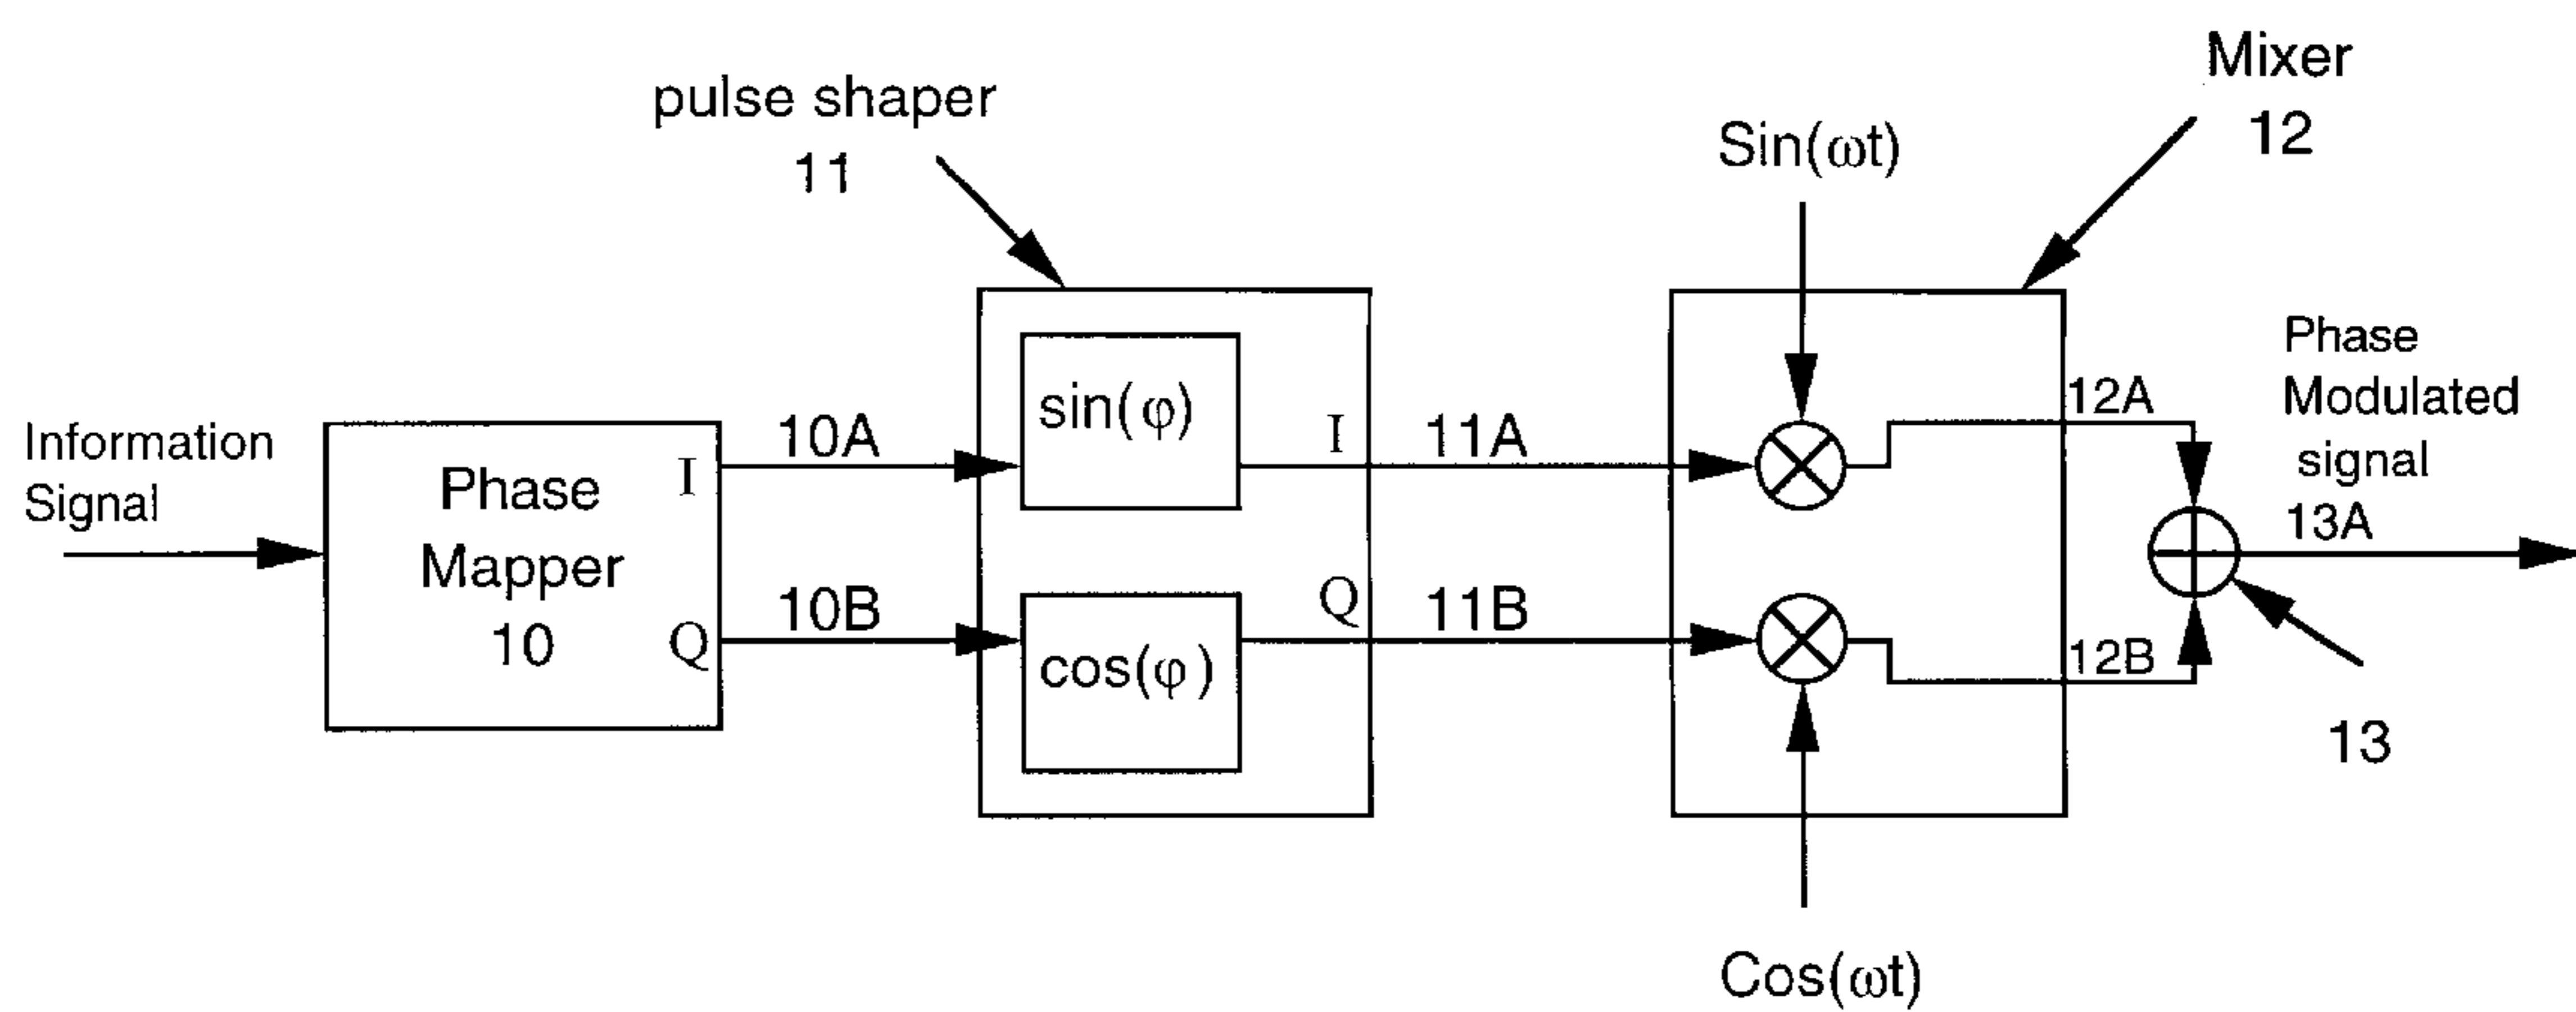 Information
Signal
Phase
Mapper
10
I
Q
10A
10B
pulse shaper
11
sin(φ)
cos(φ)
I
Q
11A
11B
Sin(ωt)
Cos(ωt)
Mixer
12
12A
12B
Phase
Modulated
signal
13A
13